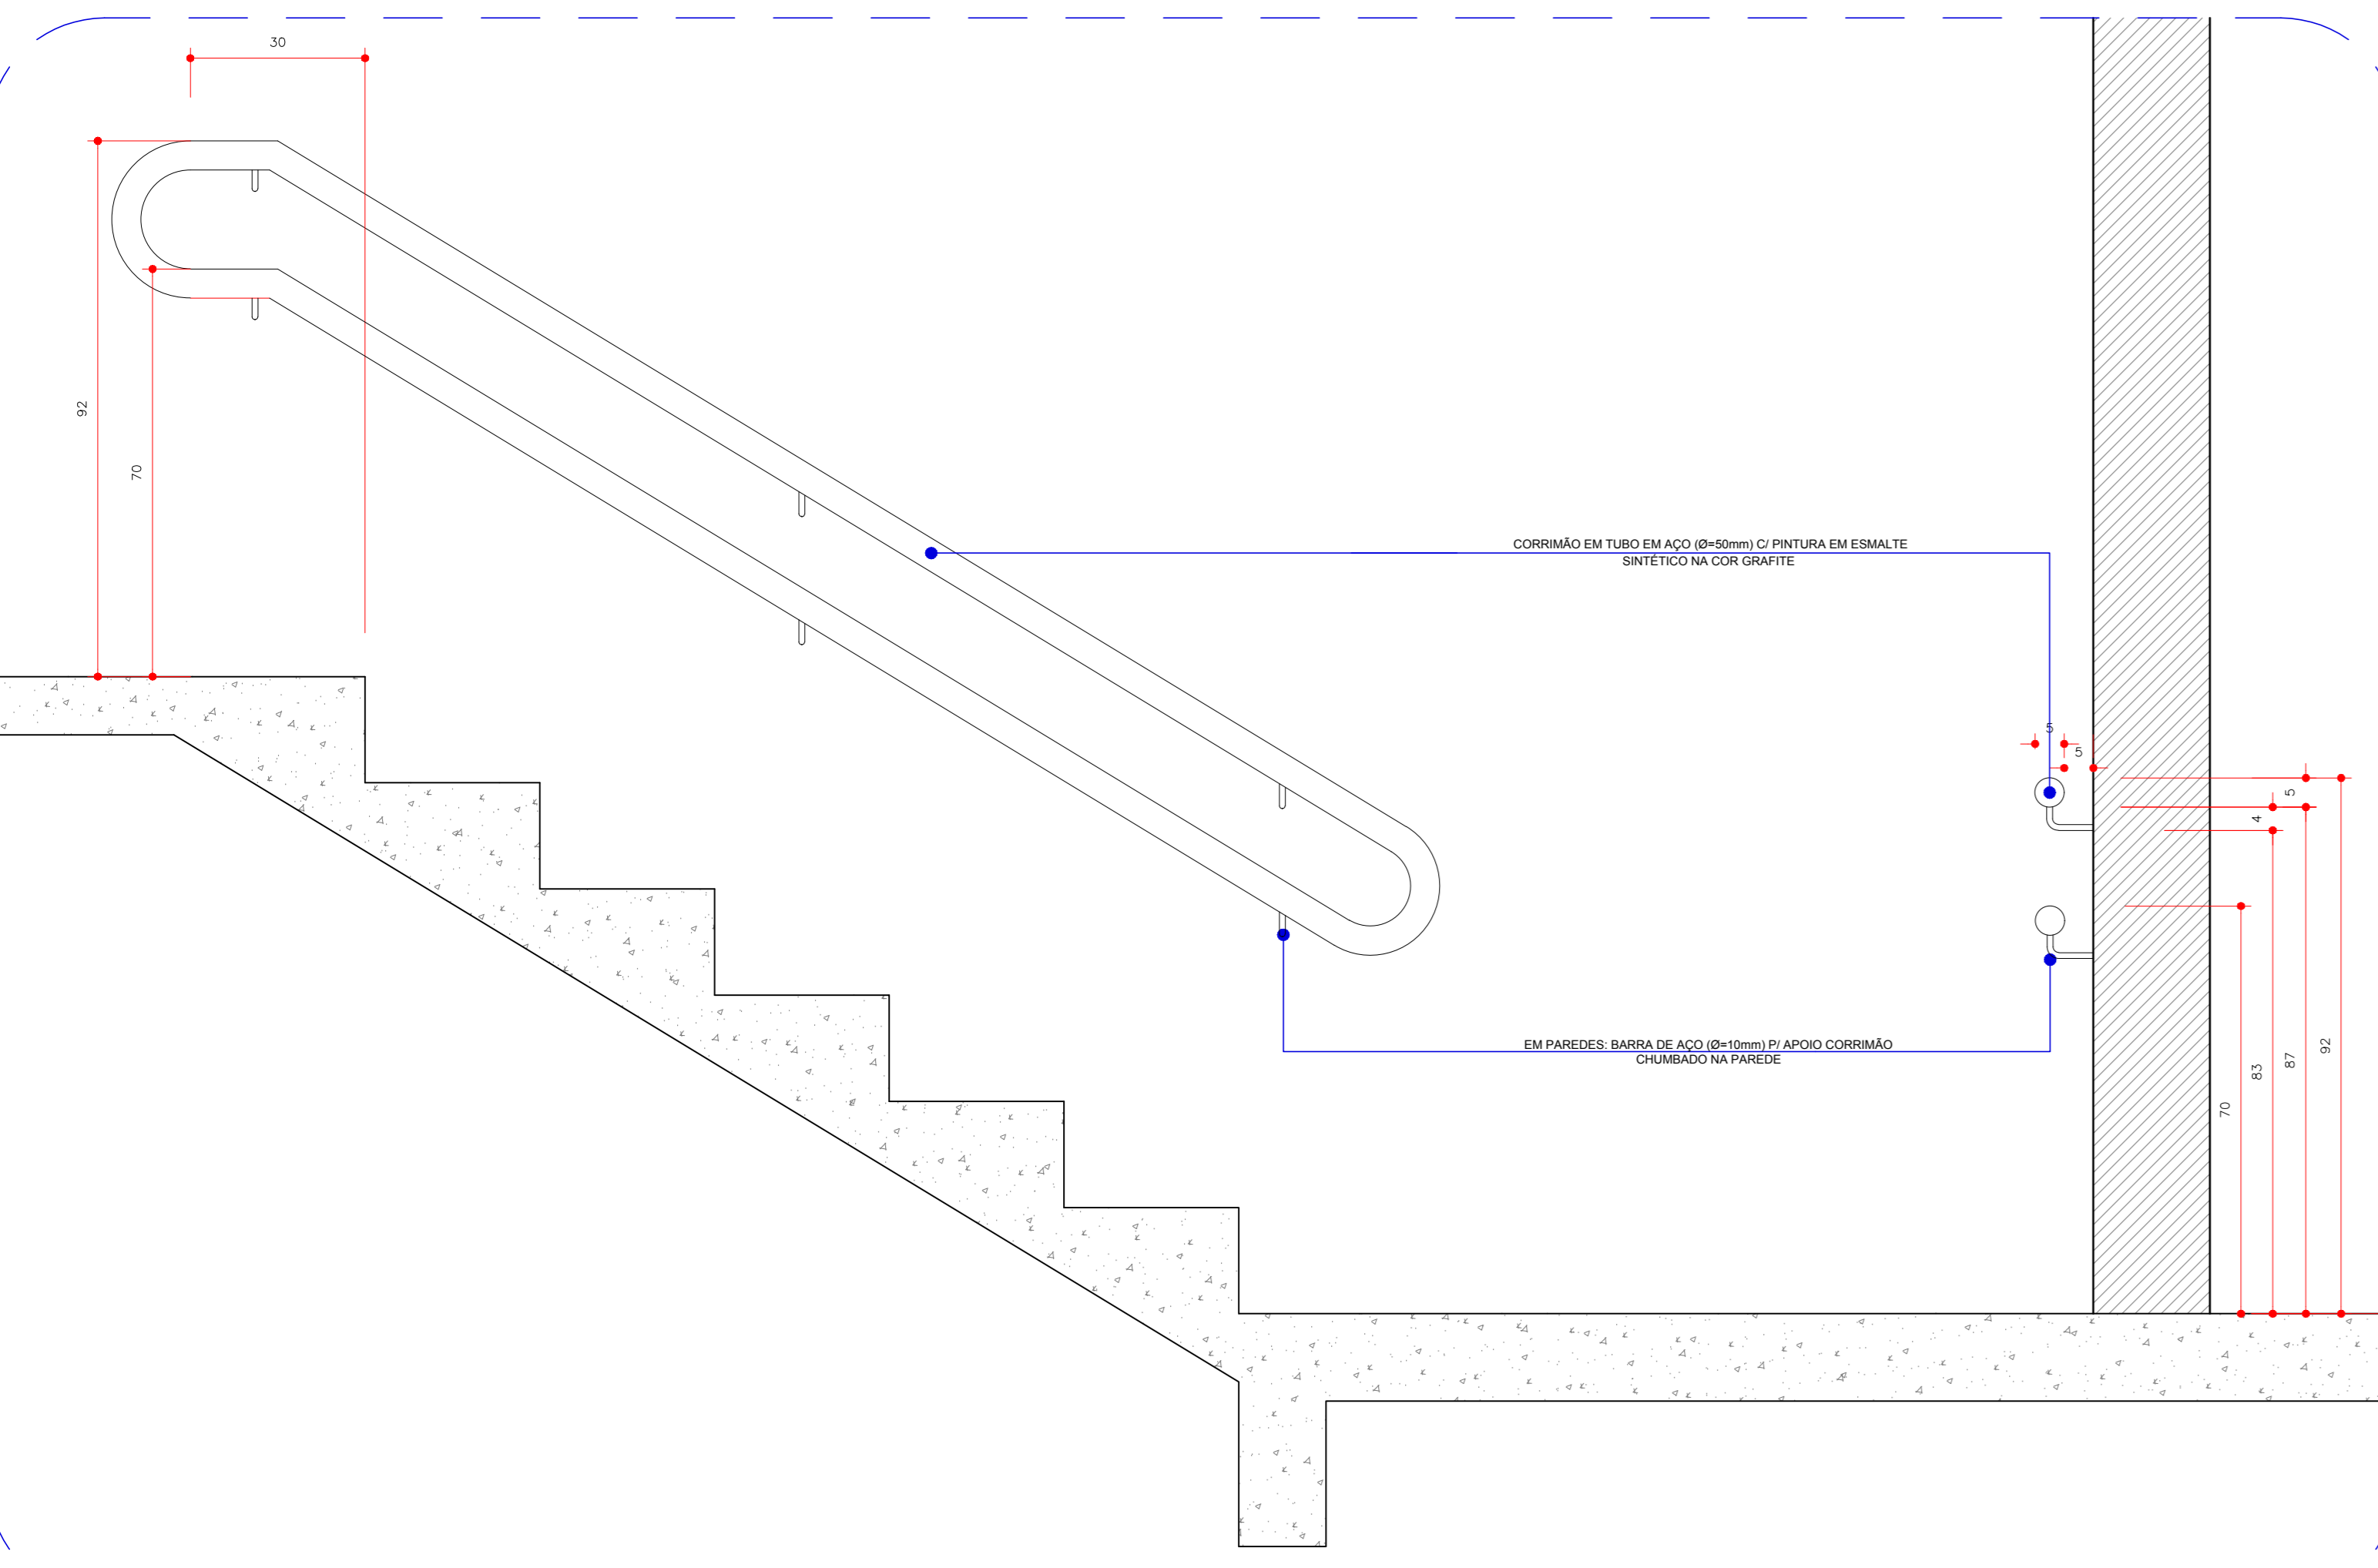 30
92
70
CORRIMÃO EM TUBO EM AÇO (Ø=50mm) C/ PINTURA EM ESMALTE
SINTÉTICO NA COR GRAFITE
5
5
5
4
EM PAREDES: BARRA DE AÇO (Ø=10mm) P/ APOIO CORRIMÃO
CHUMBADO NA PAREDE
70
83
87
92